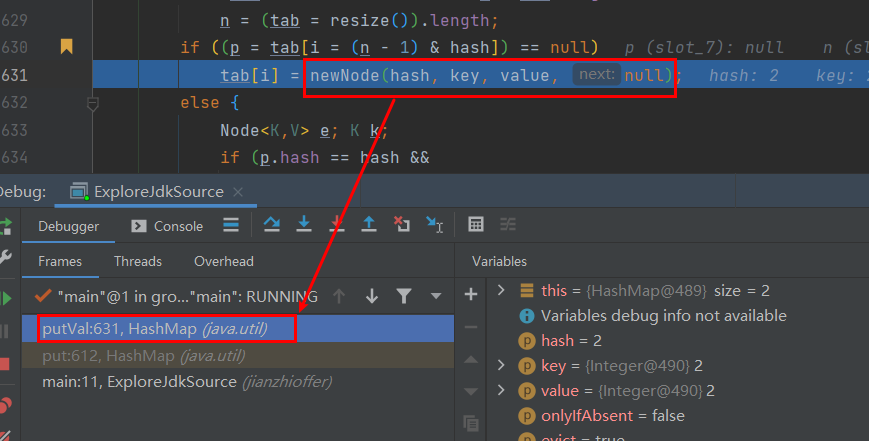 629 n = (tab = resize()).length;
630 if ((p = tab[i = (n - 1) & hash]) == null) p (slot_7): null n (sl
631 tab[i] = newNode(hash, key, value, next: null); hash: 2 key:
632 else {
633 Node<K,V> e; K k;
634 if (p.hash == hash &&
Debug: ExploreJdkSource ×
Debugger Console
Frames Threads Overhead Variables
"main"@1 in gro..."main": RUNNING
putVal:631, HashMap (java.util)
put:612, HashMap (java.util)
main:11, ExploreJdkSource (jianzhioffer)
this = {HashMap@489} size = 2
Variables debug info not available
hash = 2
key = {Integer@490} 2
value = {Integer@490} 2
onlyIfAbsent = false
evict = true